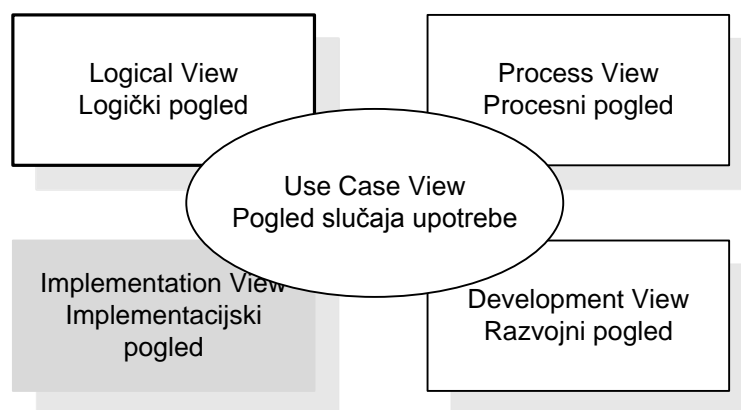 Logical View
Logički pogled
Process View
Procesni pogled
Use Case View
Pogled slučaja upotrebe
Implementation View
Implementacijski
pogled
Development View
Razvojni pogled